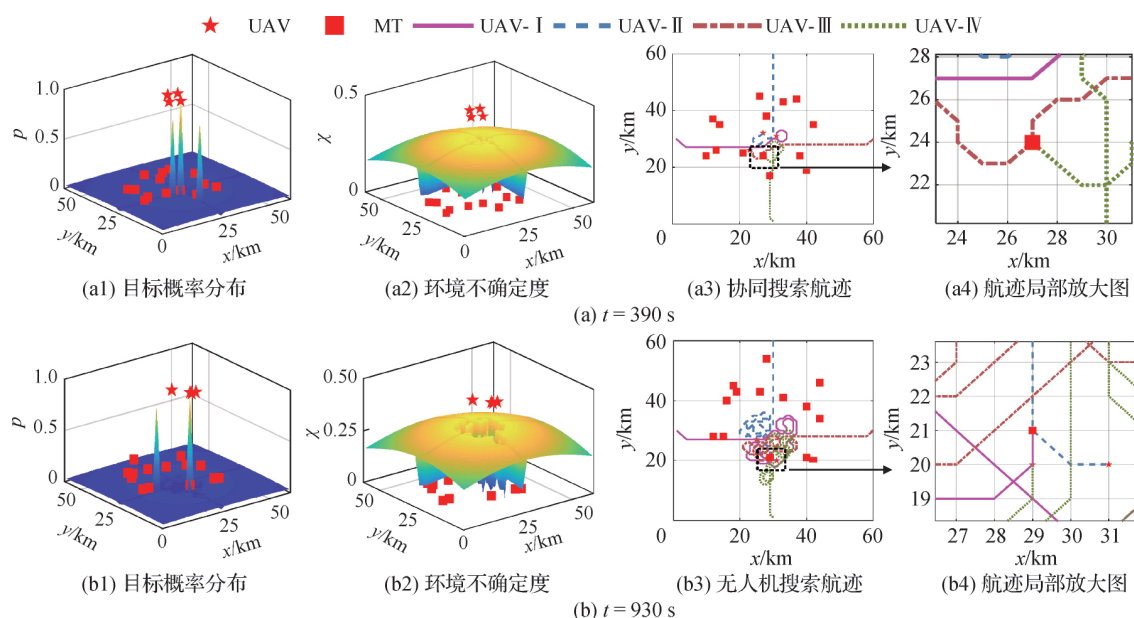 UAV MT UAV-Ⅰ UAV-Ⅱ UAV-Ⅲ UAV-Ⅳ
1.0
0.5
0
p
50
25
0
y/km
25
50
x/km
(a1) 目标概率分布
0.5
0.25
0
χ
50
25
0
y/km
25
50
x/km
(a2) 环境不确定度
60
40
20
0
y/km
20
40
60
x/km
(a3) 协同搜索航迹
28
27
26
25
24
23
22
y/km
24
26
28
30
x/km
(a4) 航迹局部放大图
(a) t = 390 s
1.0
0.5
0
p
50
25
0
y/km
25
50
x/km
(b1) 目标概率分布
0.50
0.25
0
χ
50
25
0
y/km
25
50
x/km
(b2) 环境不确定度
60
40
20
0
y/km
20
40
60
x/km
(b3) 无人机搜索航迹
23
22
21
20
19
y/km
27
28
29
30
31
x/km
(b4) 航迹局部放大图
(b) t = 930 s